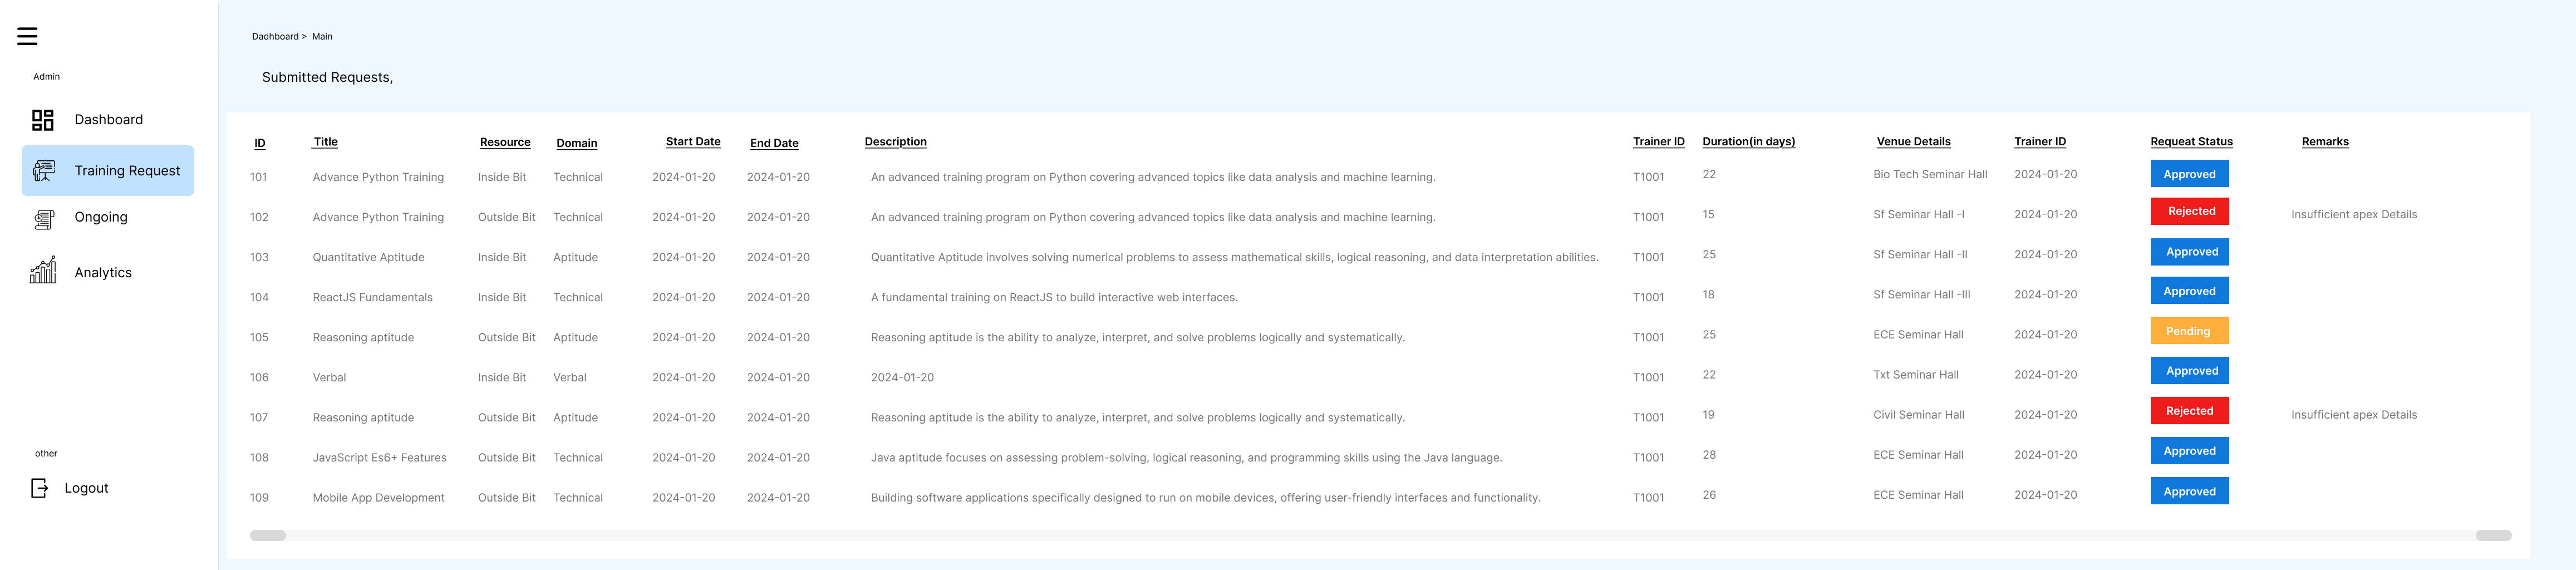 Dadhboard > Main
Admin
Submitted Requests,
Dashboard
Training Request
Ongoing
Analytics
other
Logout
ID Title Resource Domain Start Date End Date Description Trainer ID Duration(in days) Venue Details Trainer ID Requeat Status Remarks
101 Advance Python Training Inside Bit Technical 2024-01-20 2024-01-20 An advanced training program on Python covering advanced topics like data analysis and machine learning. T1001 22 Bio Tech Seminar Hall 2024-01-20 Approved
102 Advance Python Training Outside Bit Technical 2024-01-20 2024-01-20 An advanced training program on Python covering advanced topics like data analysis and machine learning. T1001 15 Sf Seminar Hall -I 2024-01-20 Rejected Insufficient apex Details
103 Quantitative Aptitude Inside Bit Aptitude 2024-01-20 2024-01-20 Quantitative Aptitude involves solving numerical problems to assess mathematical skills, logical reasoning, and data interpretation abilities. T1001 25 Sf Seminar Hall -II 2024-01-20 Approved
104 ReactJS Fundamentals Inside Bit Technical 2024-01-20 2024-01-20 A fundamental training on ReactJS to build interactive web interfaces. T1001 18 Sf Seminar Hall -III 2024-01-20 Approved
105 Reasoning aptitude Outside Bit Aptitude 2024-01-20 2024-01-20 Reasoning aptitude is the ability to analyze, interpret, and solve problems logically and systematically. T1001 25 ECE Seminar Hall 2024-01-20 Pending
106 Verbal Inside Bit Verbal 2024-01-20 2024-01-20 2024-01-20 T1001 22 Txt Seminar Hall 2024-01-20 Approved
107 Reasoning aptitude Outside Bit Aptitude 2024-01-20 2024-01-20 Reasoning aptitude is the ability to analyze, interpret, and solve problems logically and systematically. T1001 19 Civil Seminar Hall 2024-01-20 Rejected Insufficient apex Details
108 JavaScript Es6+ Features Outside Bit Technical 2024-01-20 2024-01-20 Java aptitude focuses on assessing problem-solving, logical reasoning, and programming skills using the Java language. T1001 28 ECE Seminar Hall 2024-01-20 Approved
109 Mobile App Development Outside Bit Technical 2024-01-20 2024-01-20 Building software applications specifically designed to run on mobile devices, offering user-friendly interfaces and functionality. T1001 26 ECE Seminar Hall 2024-01-20 Approved